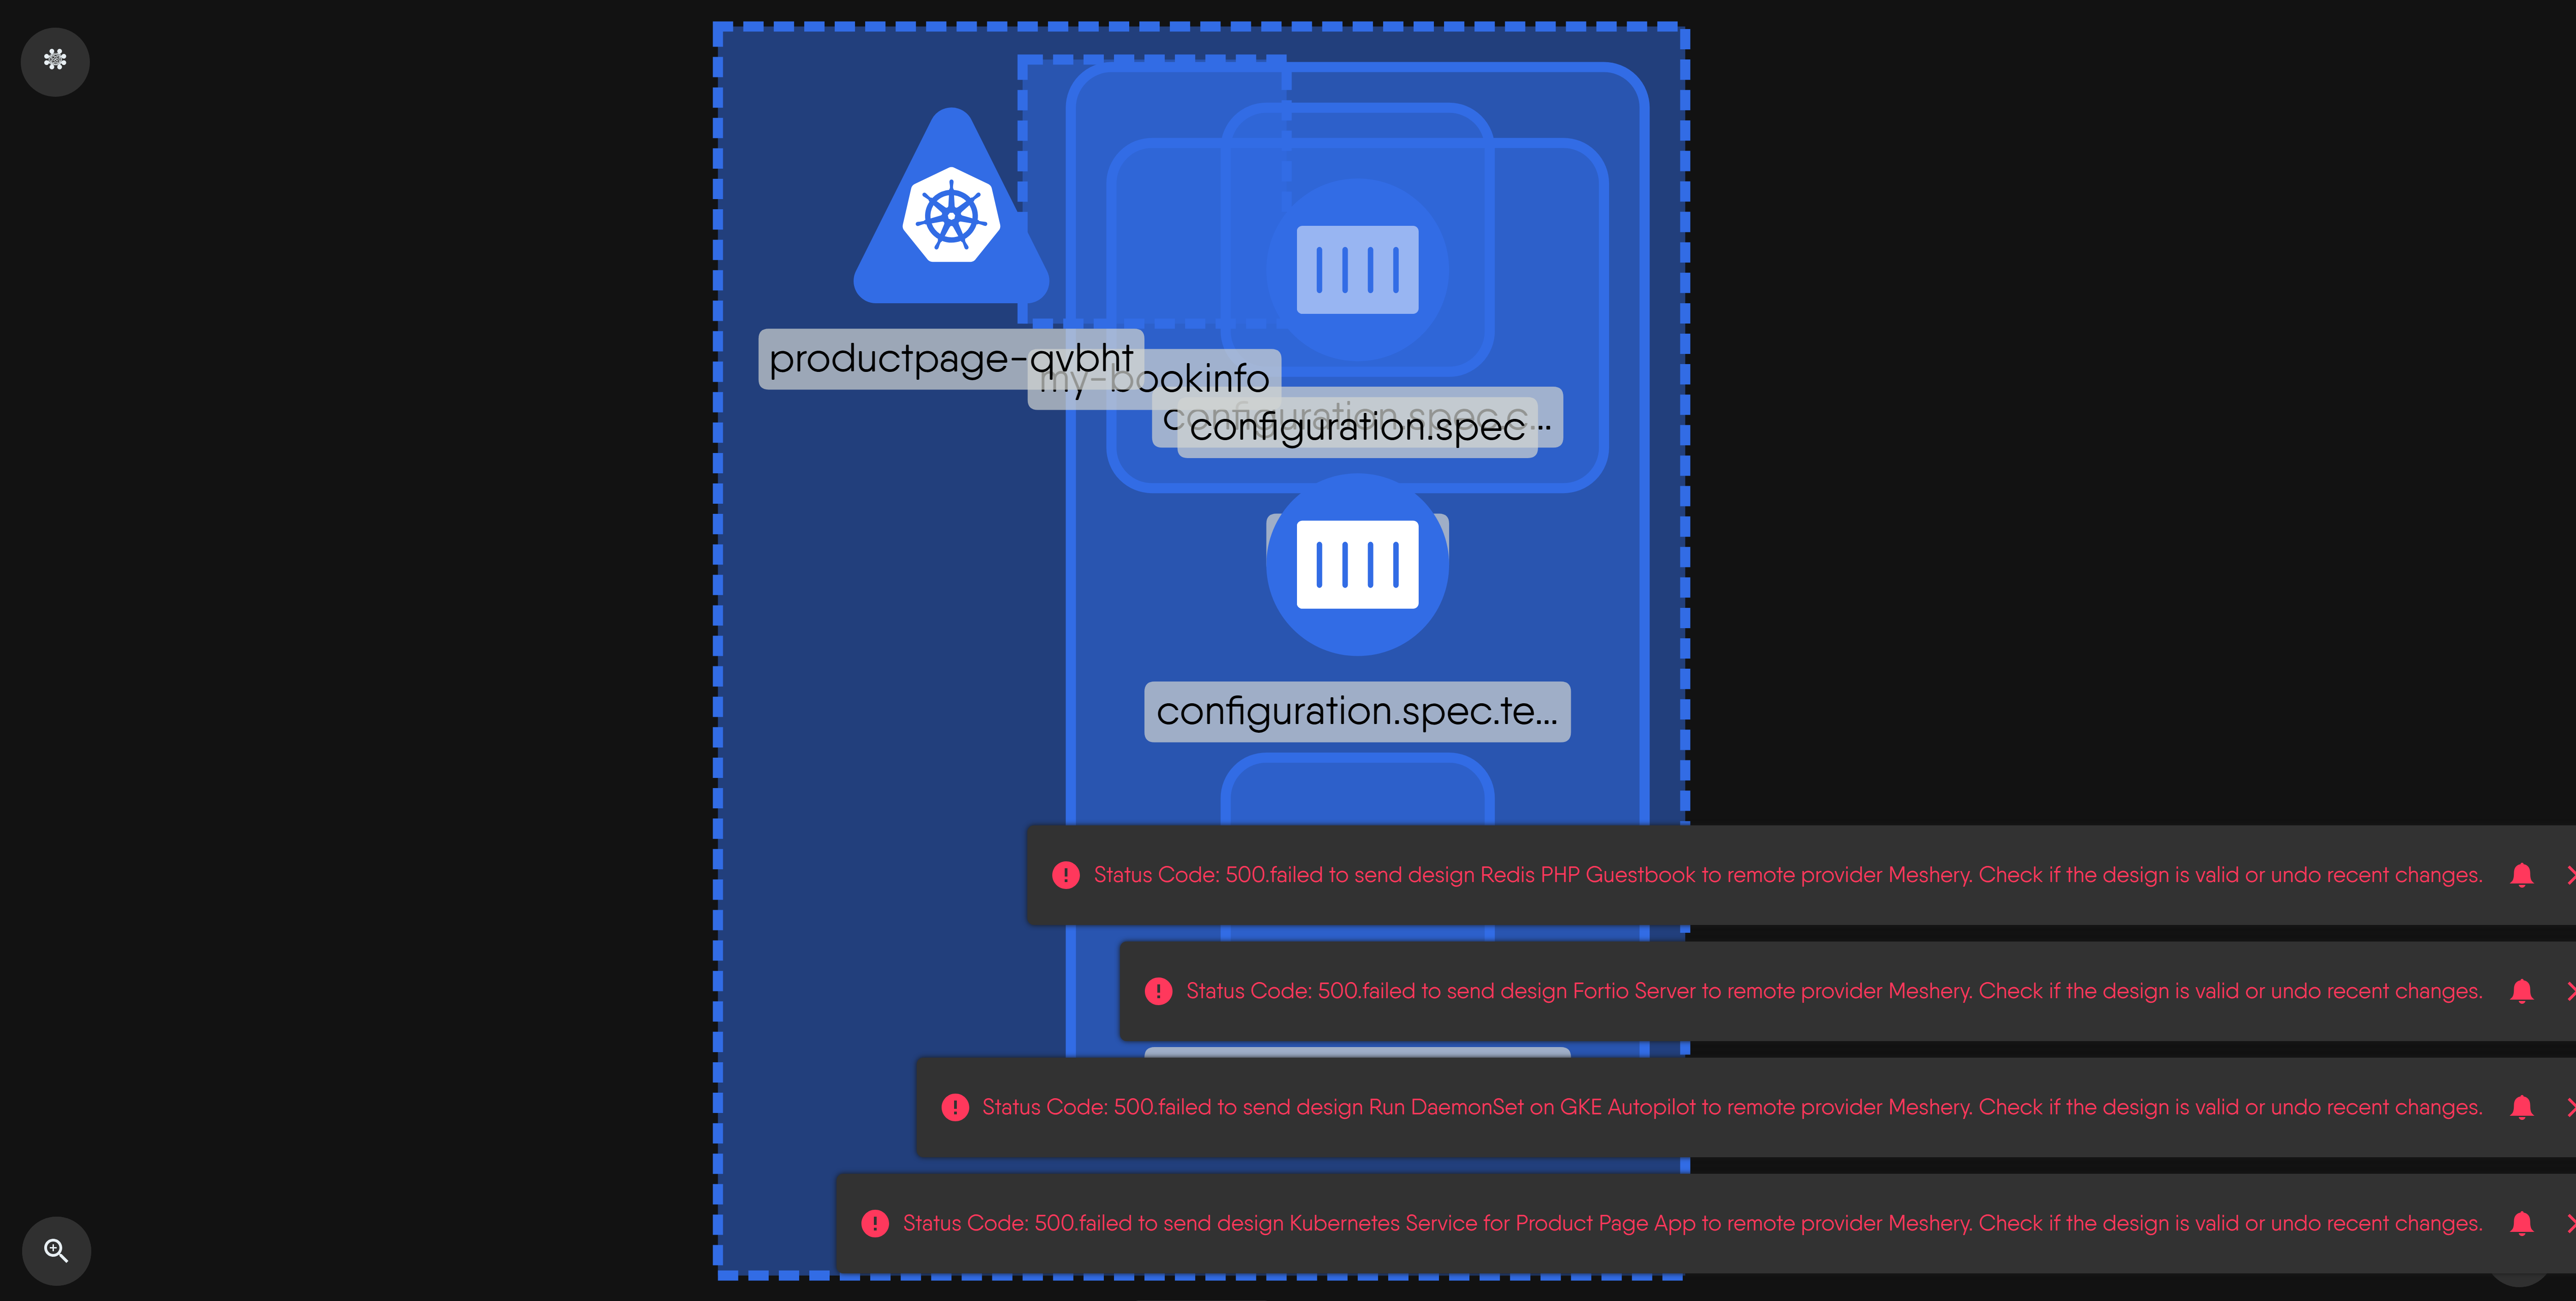 productpage-qvbht
my-bookinfo
configuration.spec.c...
configuration.spec
configuration.spec.te...
Status Code: 500.failed to send design Redis PHP Guestbook to remote provider Meshery. Check if the design is valid or undo recent changes.
Status Code: 500.failed to send design Fortio Server to remote provider Meshery. Check if the design is valid or undo recent changes.
Status Code: 500.failed to send design Run DaemonSet on GKE Autopilot to remote provider Meshery. Check if the design is valid or undo recent changes.
Status Code: 500.failed to send design Kubernetes Service for Product Page App to remote provider Meshery. Check if the design is valid or undo recent changes.